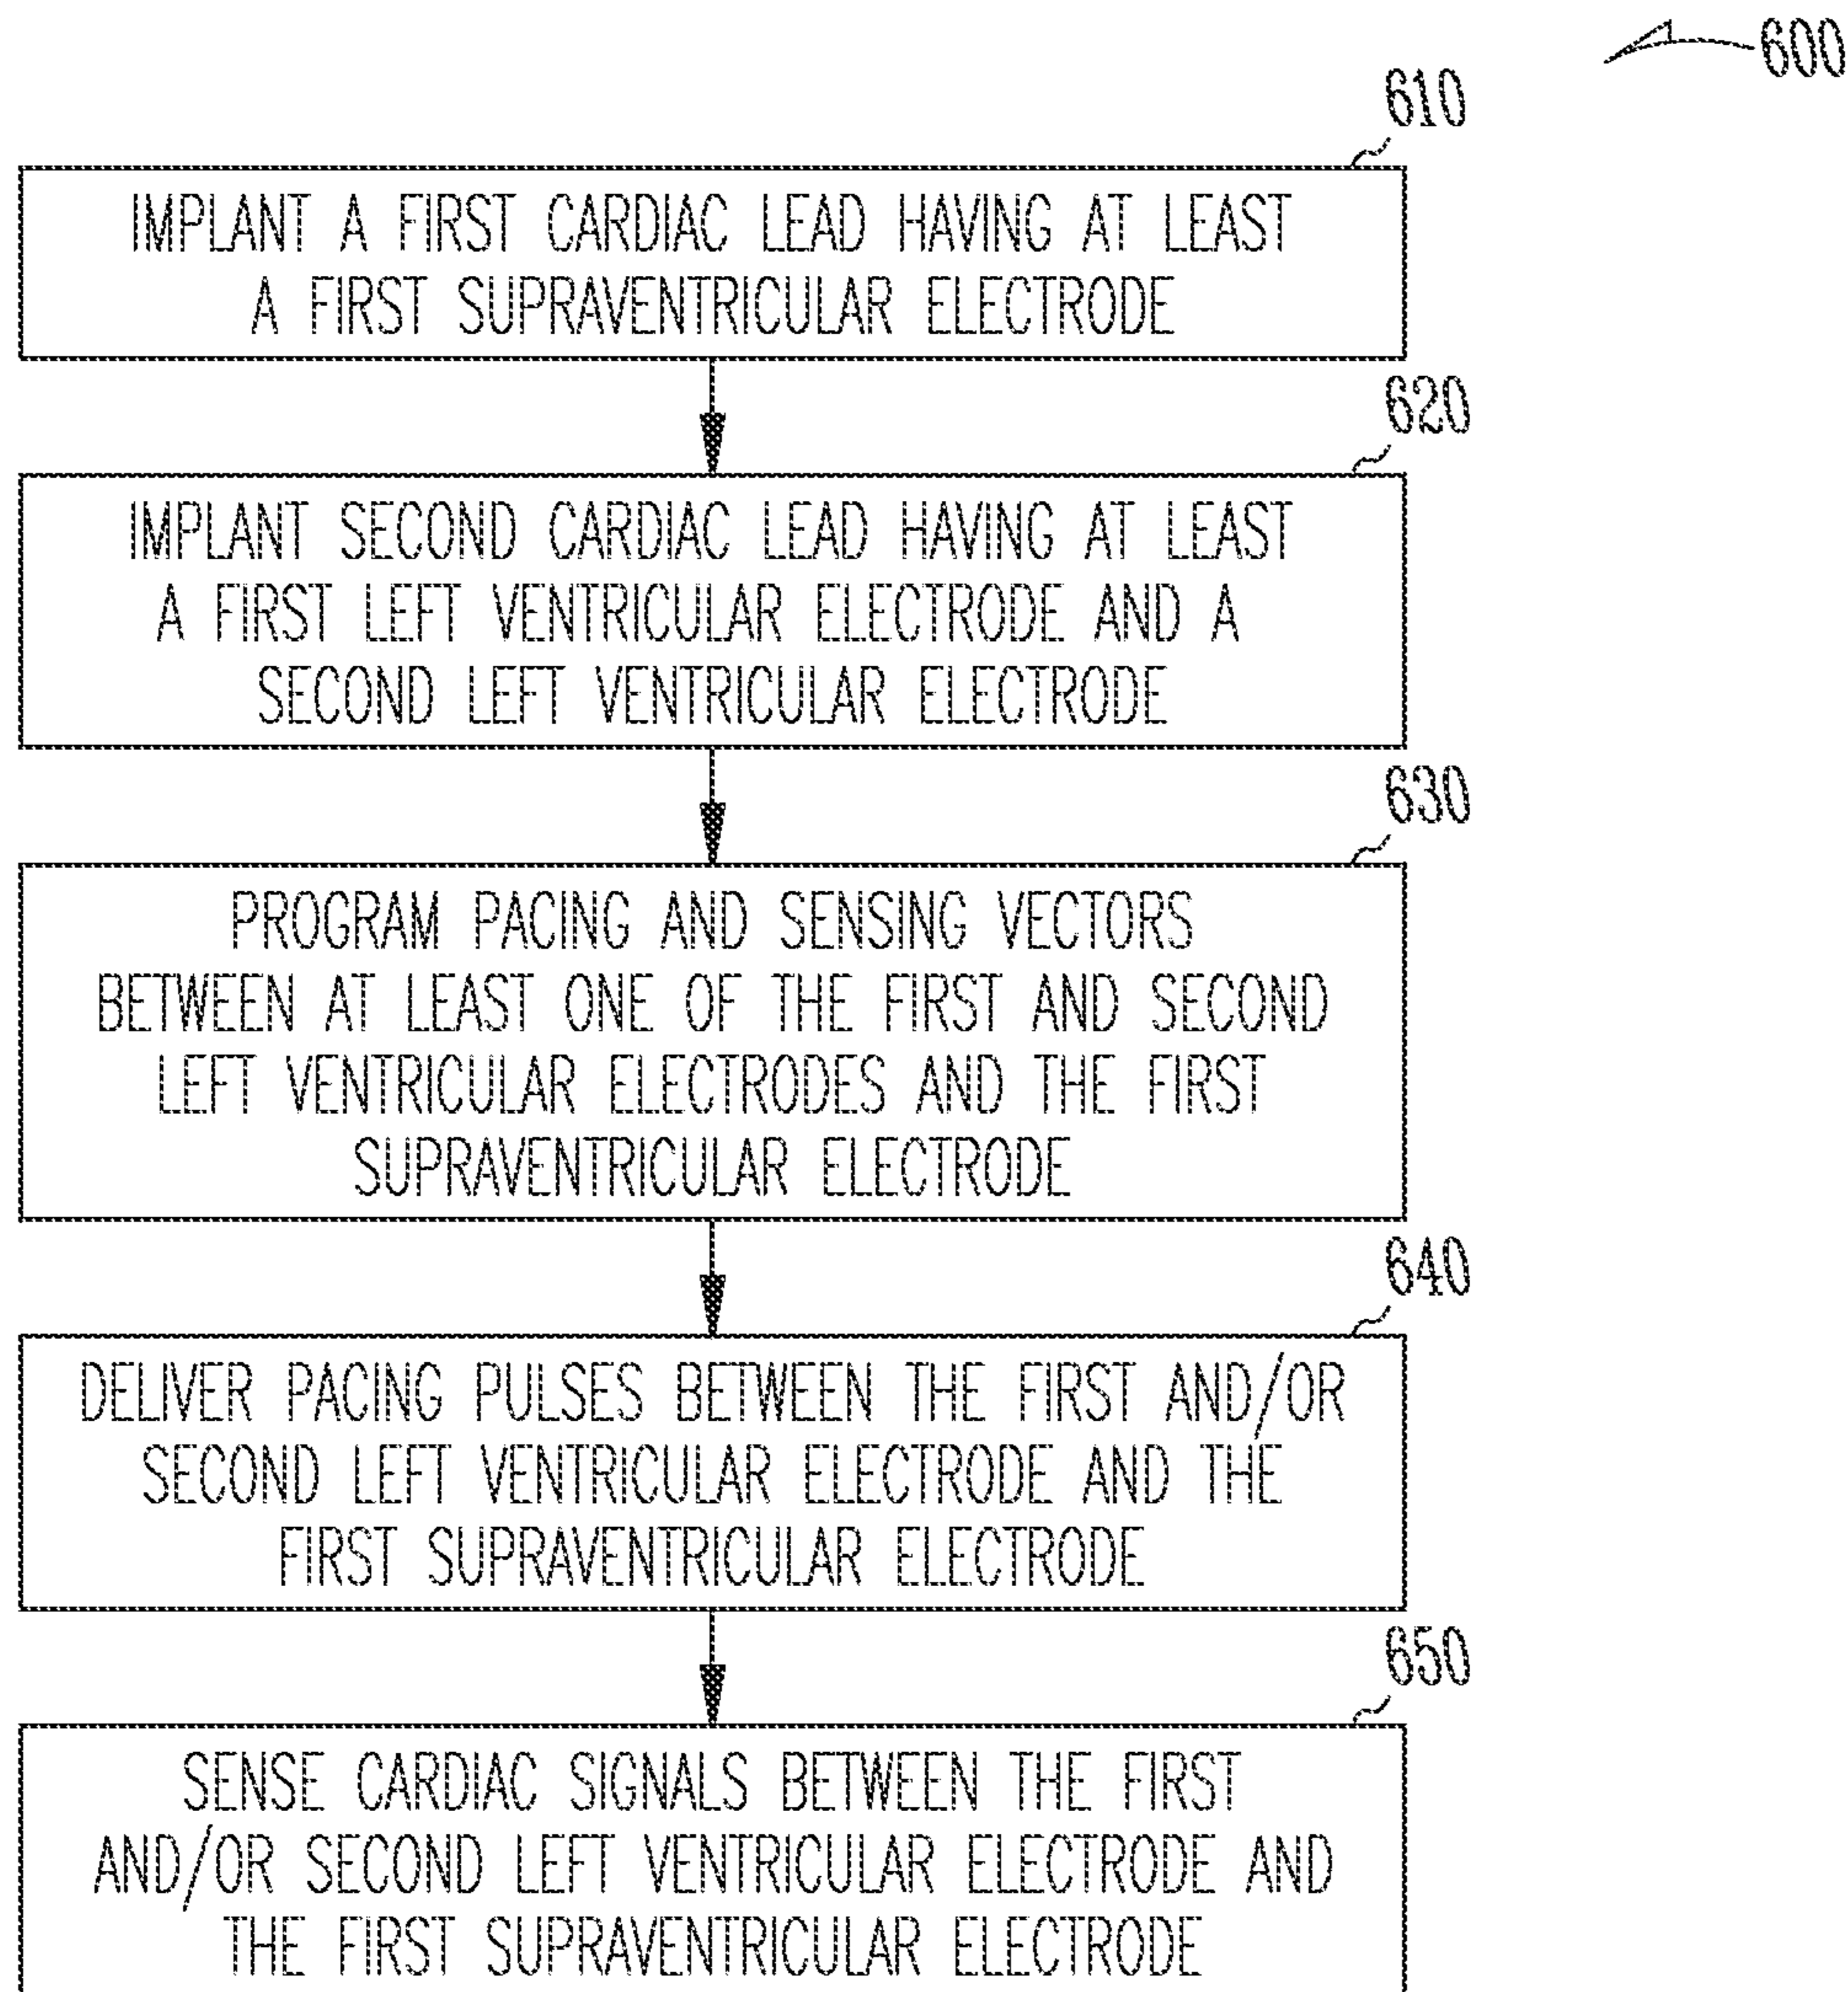 600
610
IMPLANT A FIRST CARDIAC LEAD HAVING AT LEAST
A FIRST SUPRAVENTRICULAR ELECTRODE
620
IMPLANT SECOND CARDIAC LEAD HAVING AT LEAST
A FIRST LEFT VENTRICULAR ELECTRODE AND A
SECOND LEFT VENTRICULAR ELECTRODE
630
PROGRAM PACING AND SENSING VECTORS
BETWEEN AT LEAST ONE OF THE FIRST AND SECOND
LEFT VENTRICULAR ELECTRODES AND THE FIRST
SUPRAVENTRICULAR ELECTRODE
640
DELIVER PACING PULSES BETWEEN THE FIRST AND/OR
SECOND LEFT VENTRICULAR ELECTRODE AND THE
FIRST SUPRAVENTRICULAR ELECTRODE
650
SENSE CARDIAC SIGNALS BETWEEN THE FIRST
AND/OR SECOND LEFT VENTRICULAR ELECTRODE AND
THE FIRST SUPRAVENTRICULAR ELECTRODE